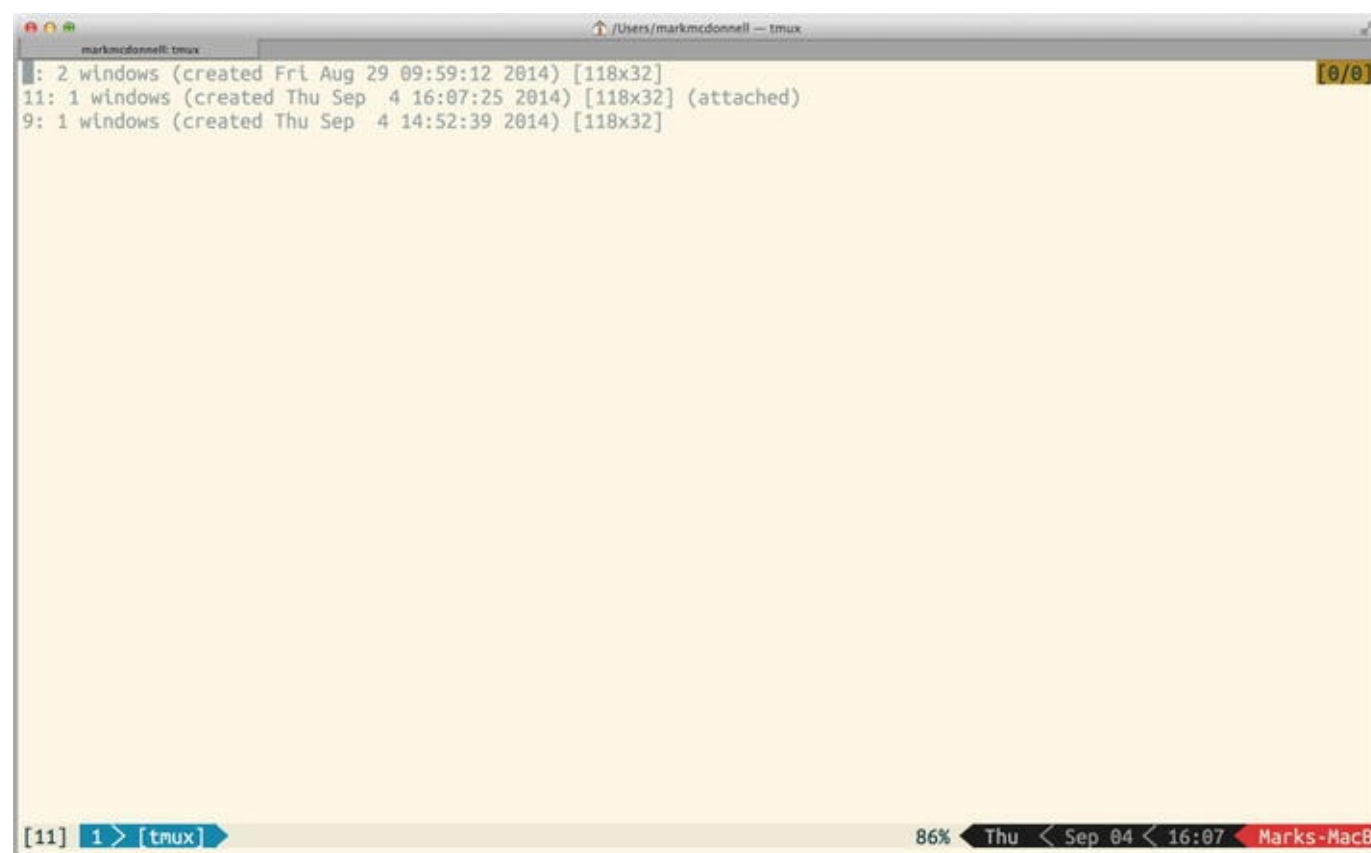 /Users/markmcdonnell — tmux
markmcdonnell: tmux
: 2 windows (created Fri Aug 29 09:59:12 2014) [118x32] [0/0]
11: 1 windows (created Thu Sep  4 16:07:25 2014) [118x32] (attached)
9: 1 windows (created Thu Sep  4 14:52:39 2014) [118x32]
[11] 1 > [tmux] 86% Thu < Sep 04 < 16:07 Marks-MacB